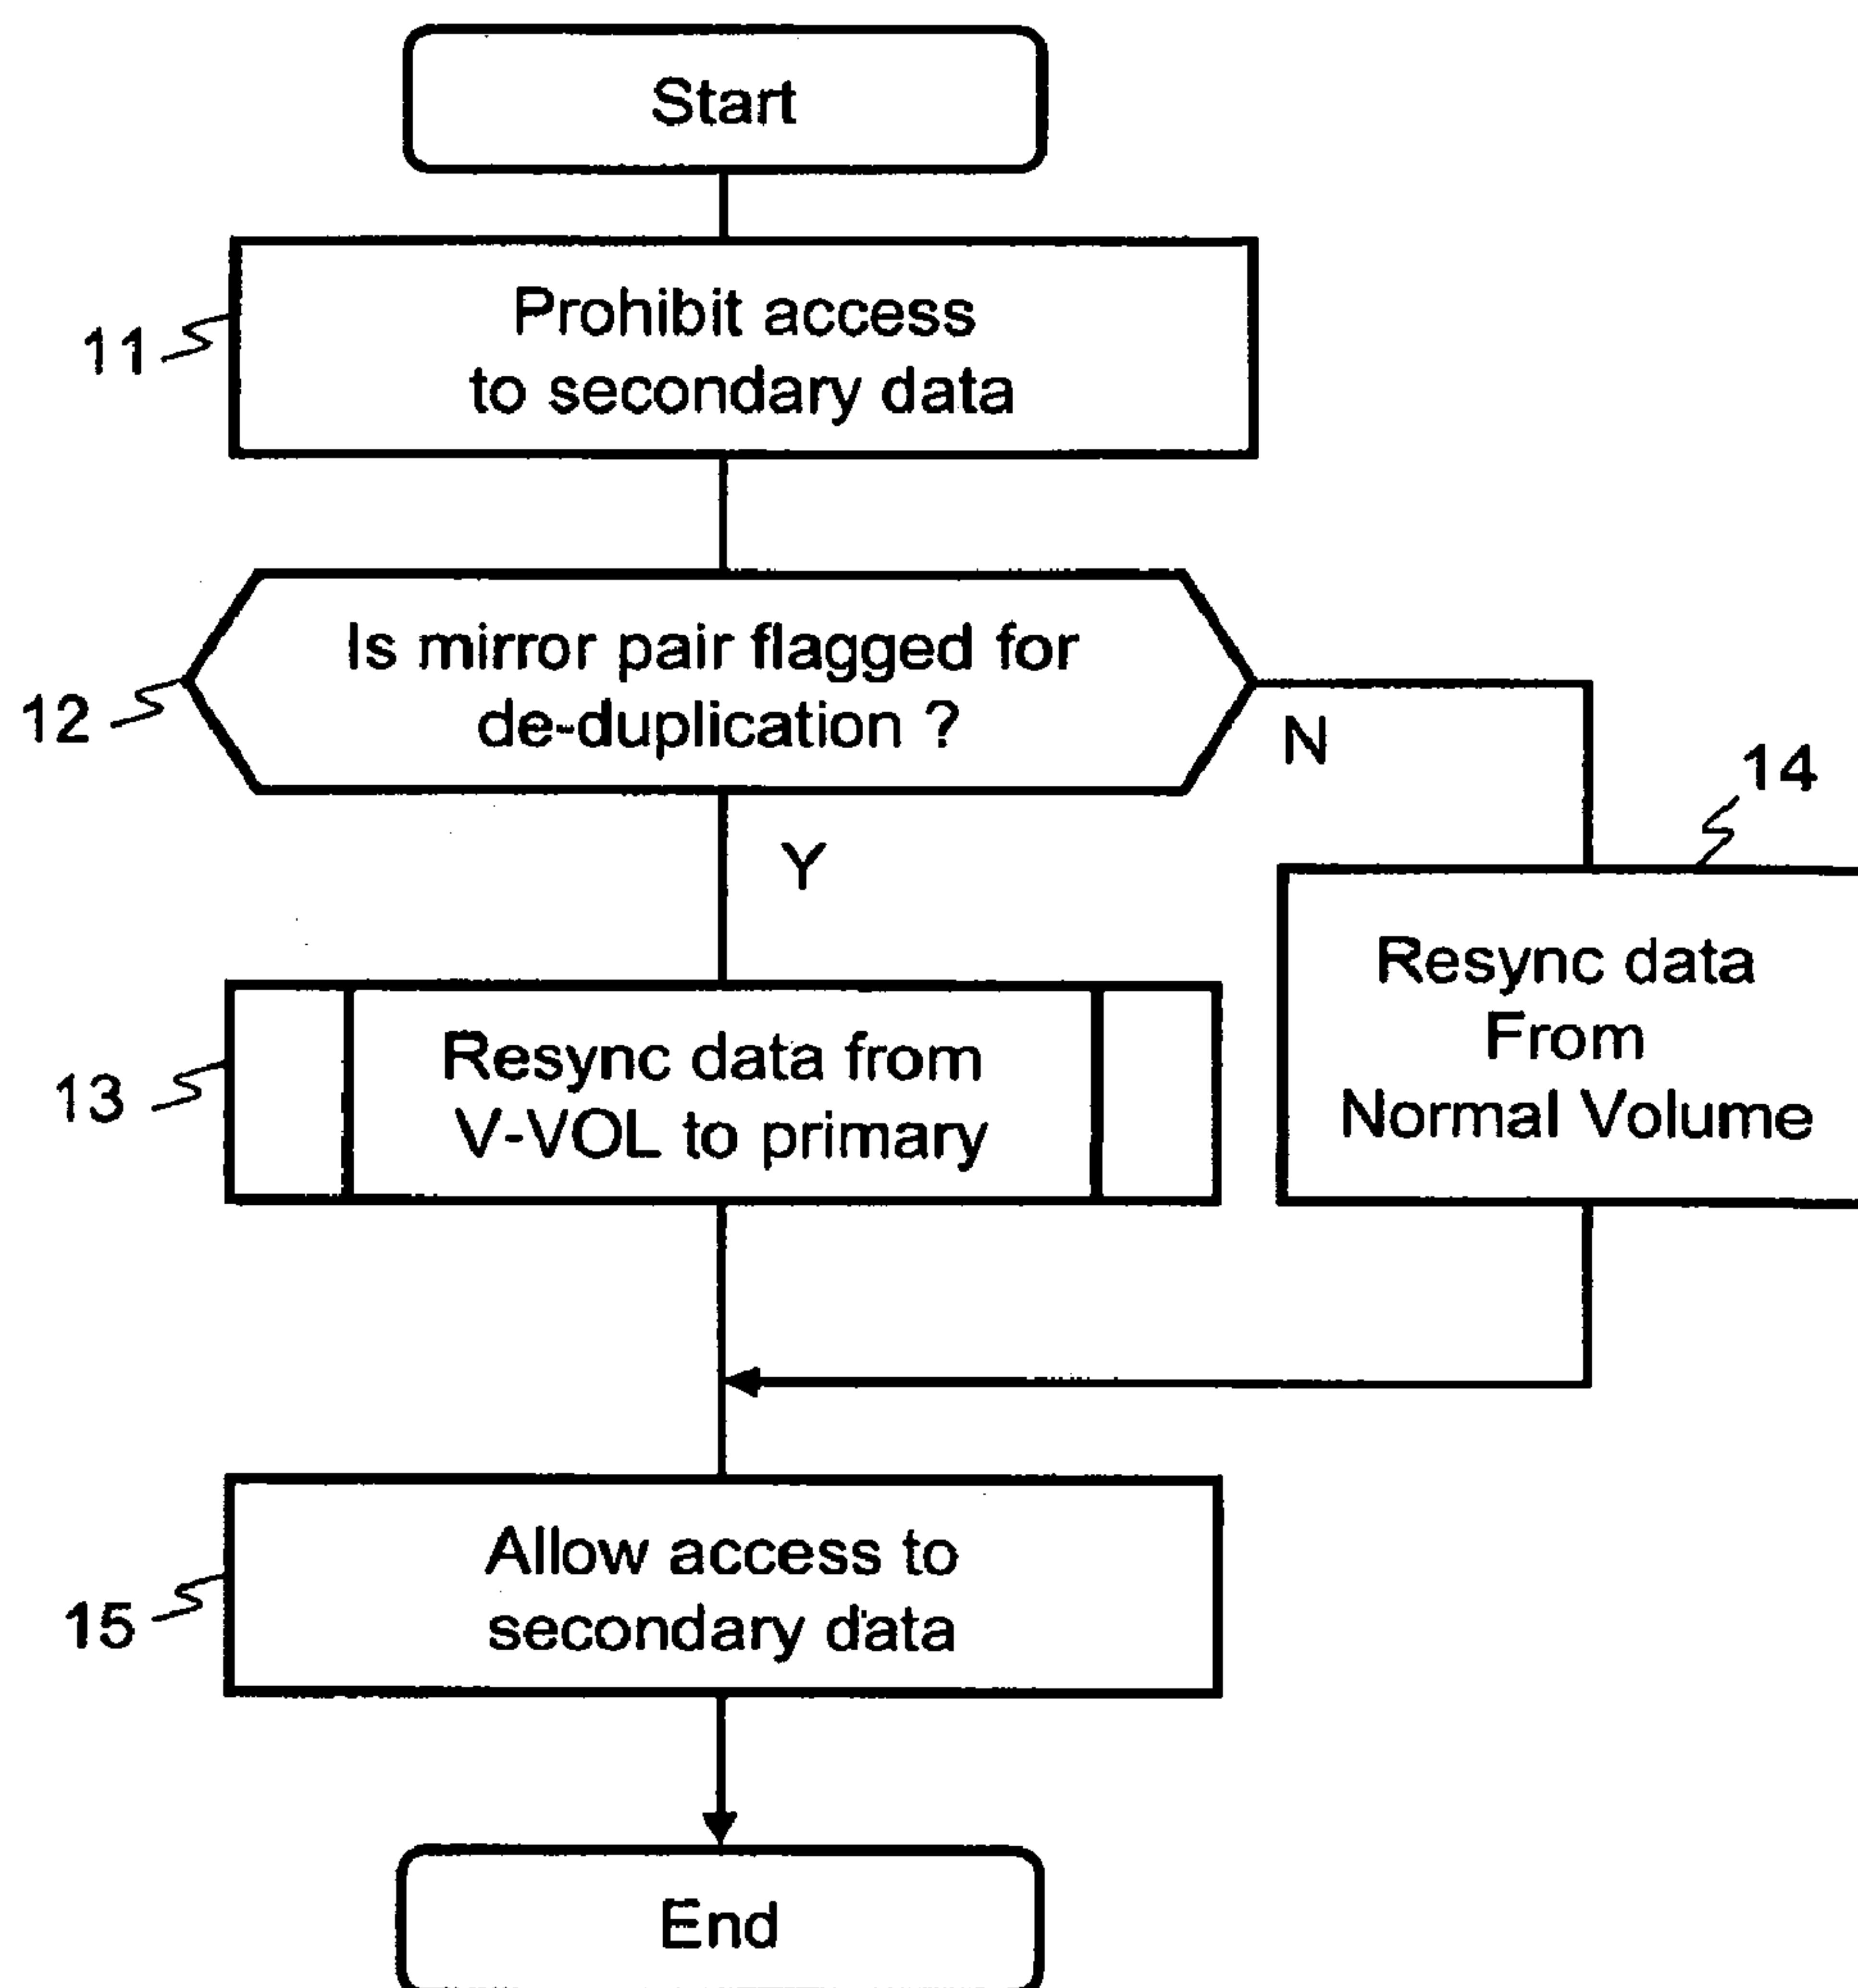 Start
11
Prohibit access
to secondary data
12
Is mirror pair flagged for
de-duplication ?
N
Y
14
Resync data
From
Normal Volume
13
Resync data from
V-VOL to primary
15
Allow access to
secondary data
End